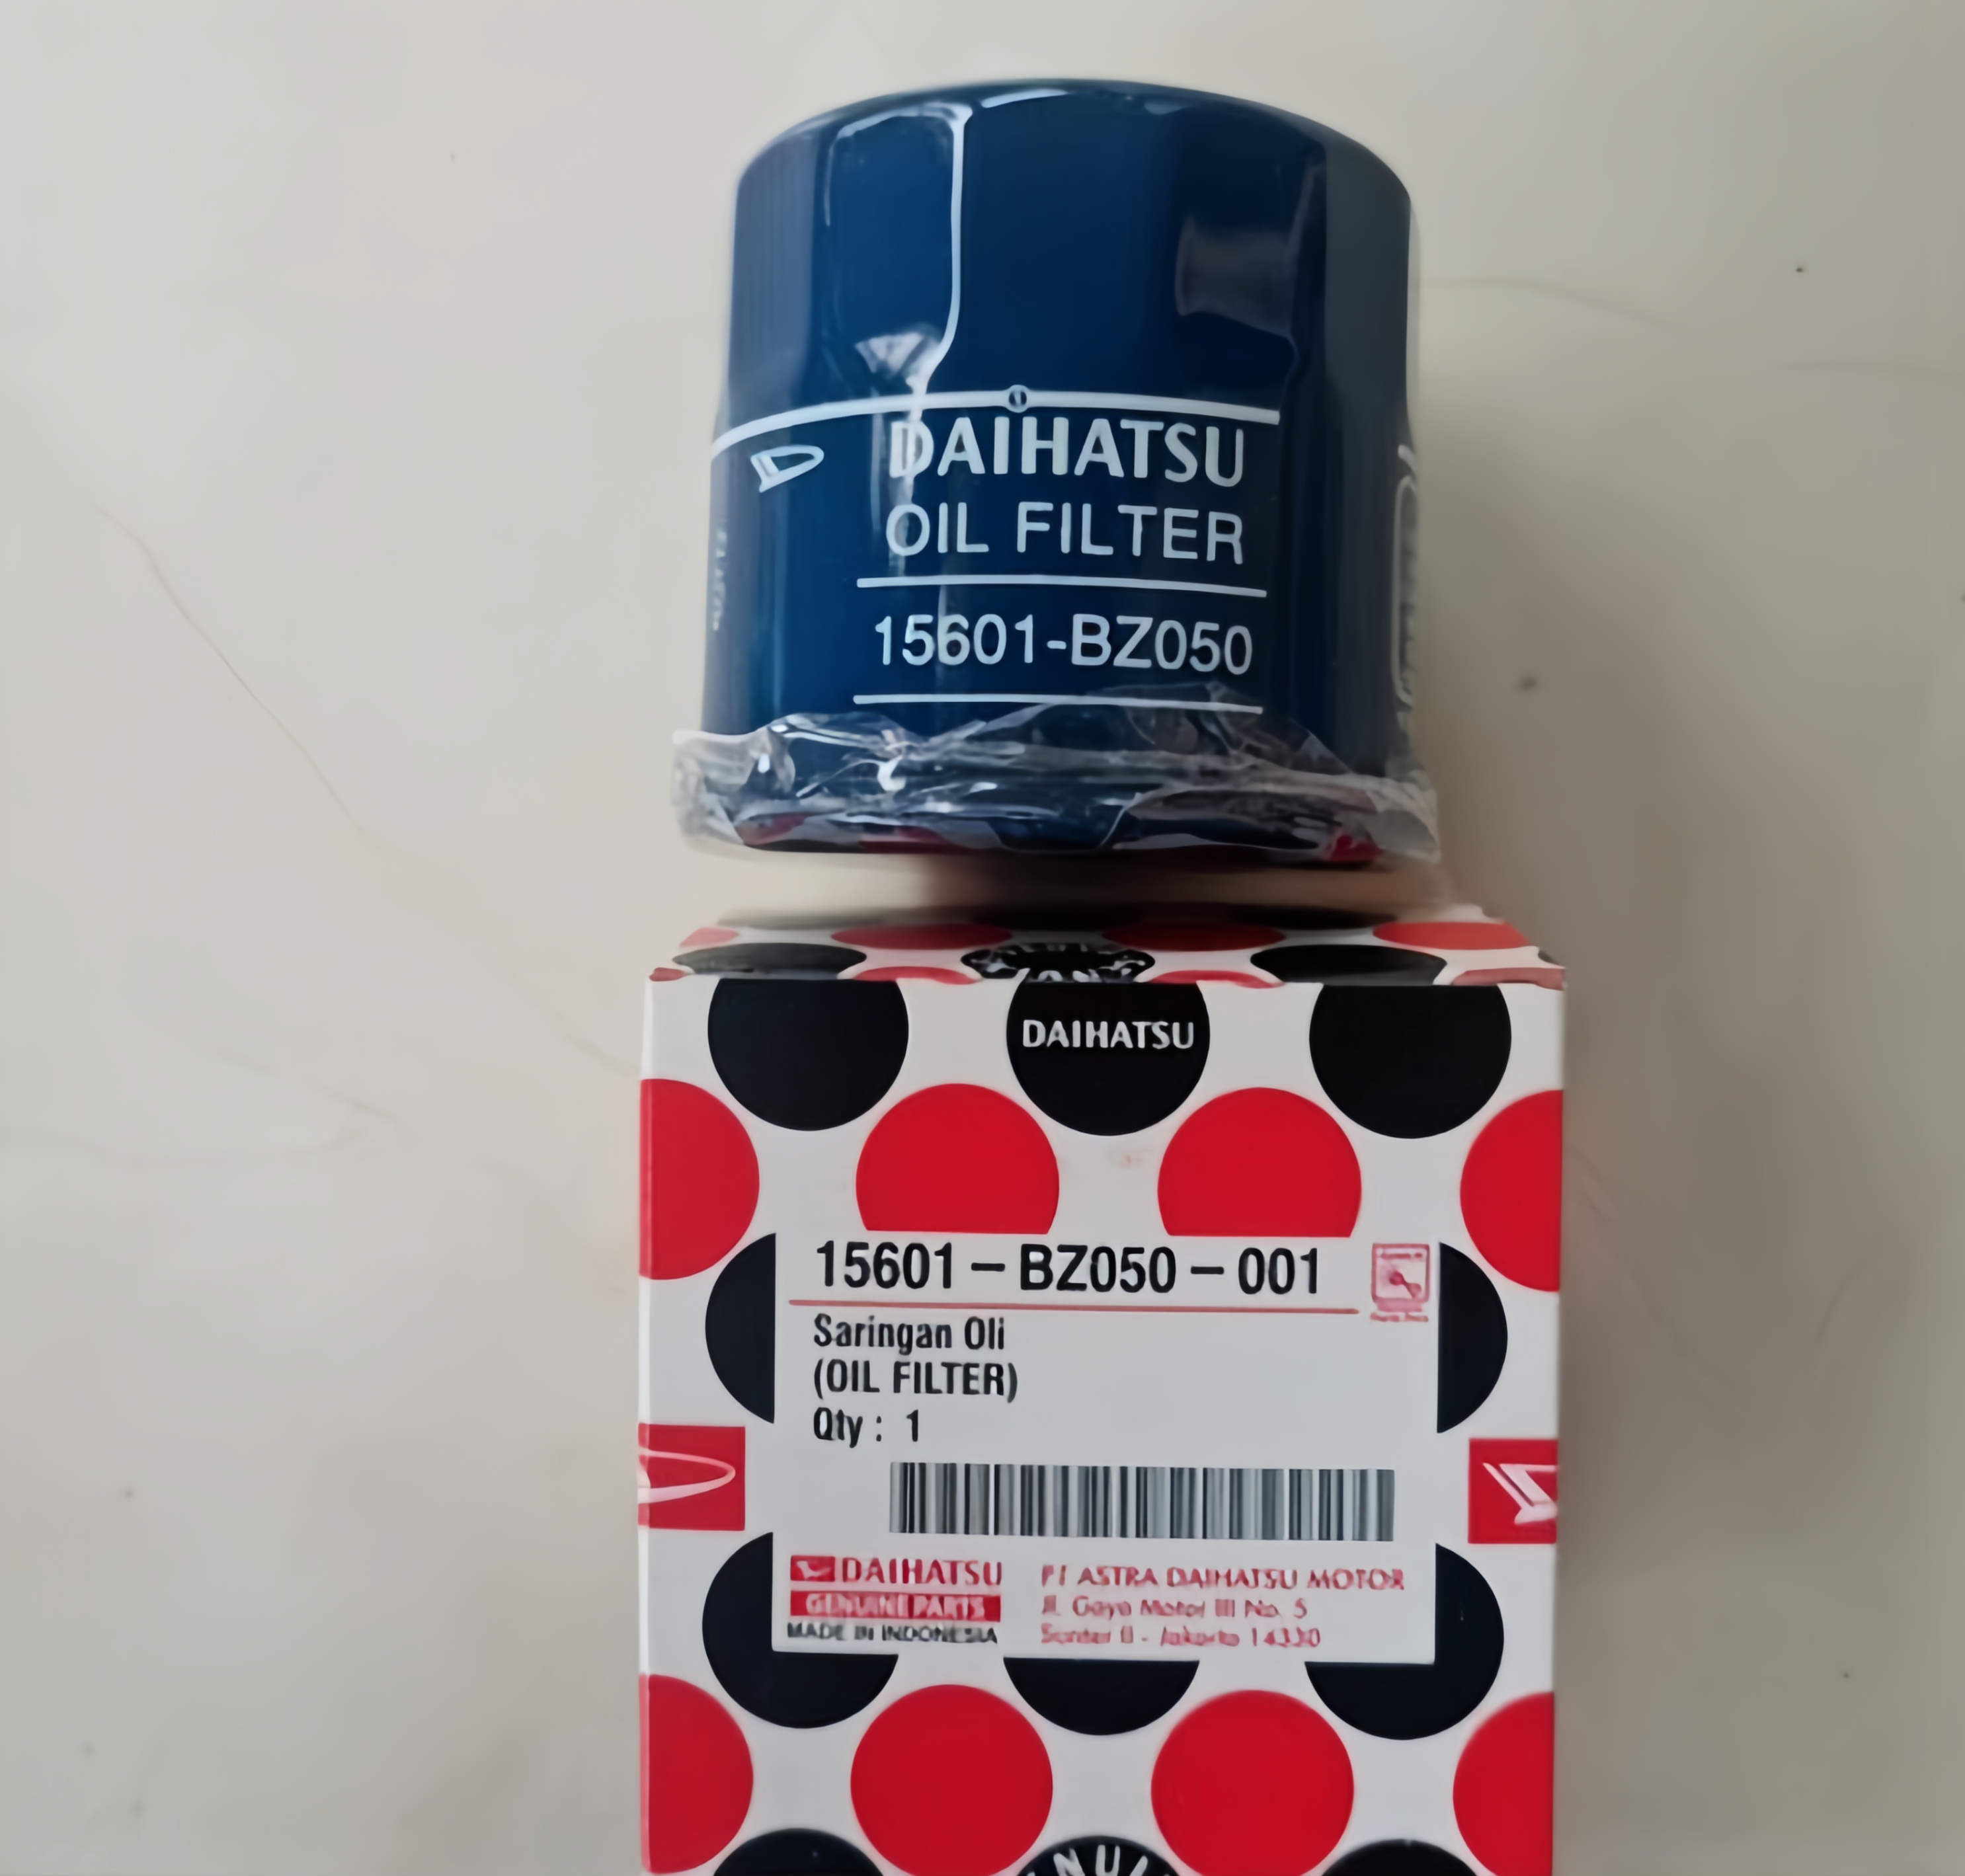 DAIHATSU
OIL FILTER
15601-BZ050
DAIHATSU
15601-BZ050-001
Saringan Oli
(OIL FILTER)
Qty : 1
DAIHATSU
GENUINE PARTS
MADE IN INDONESIA
PT ASTRA DAIHATSU MOTOR
Jl. Gaya Motor III No. 5
Sunter II - Jakarta 14330